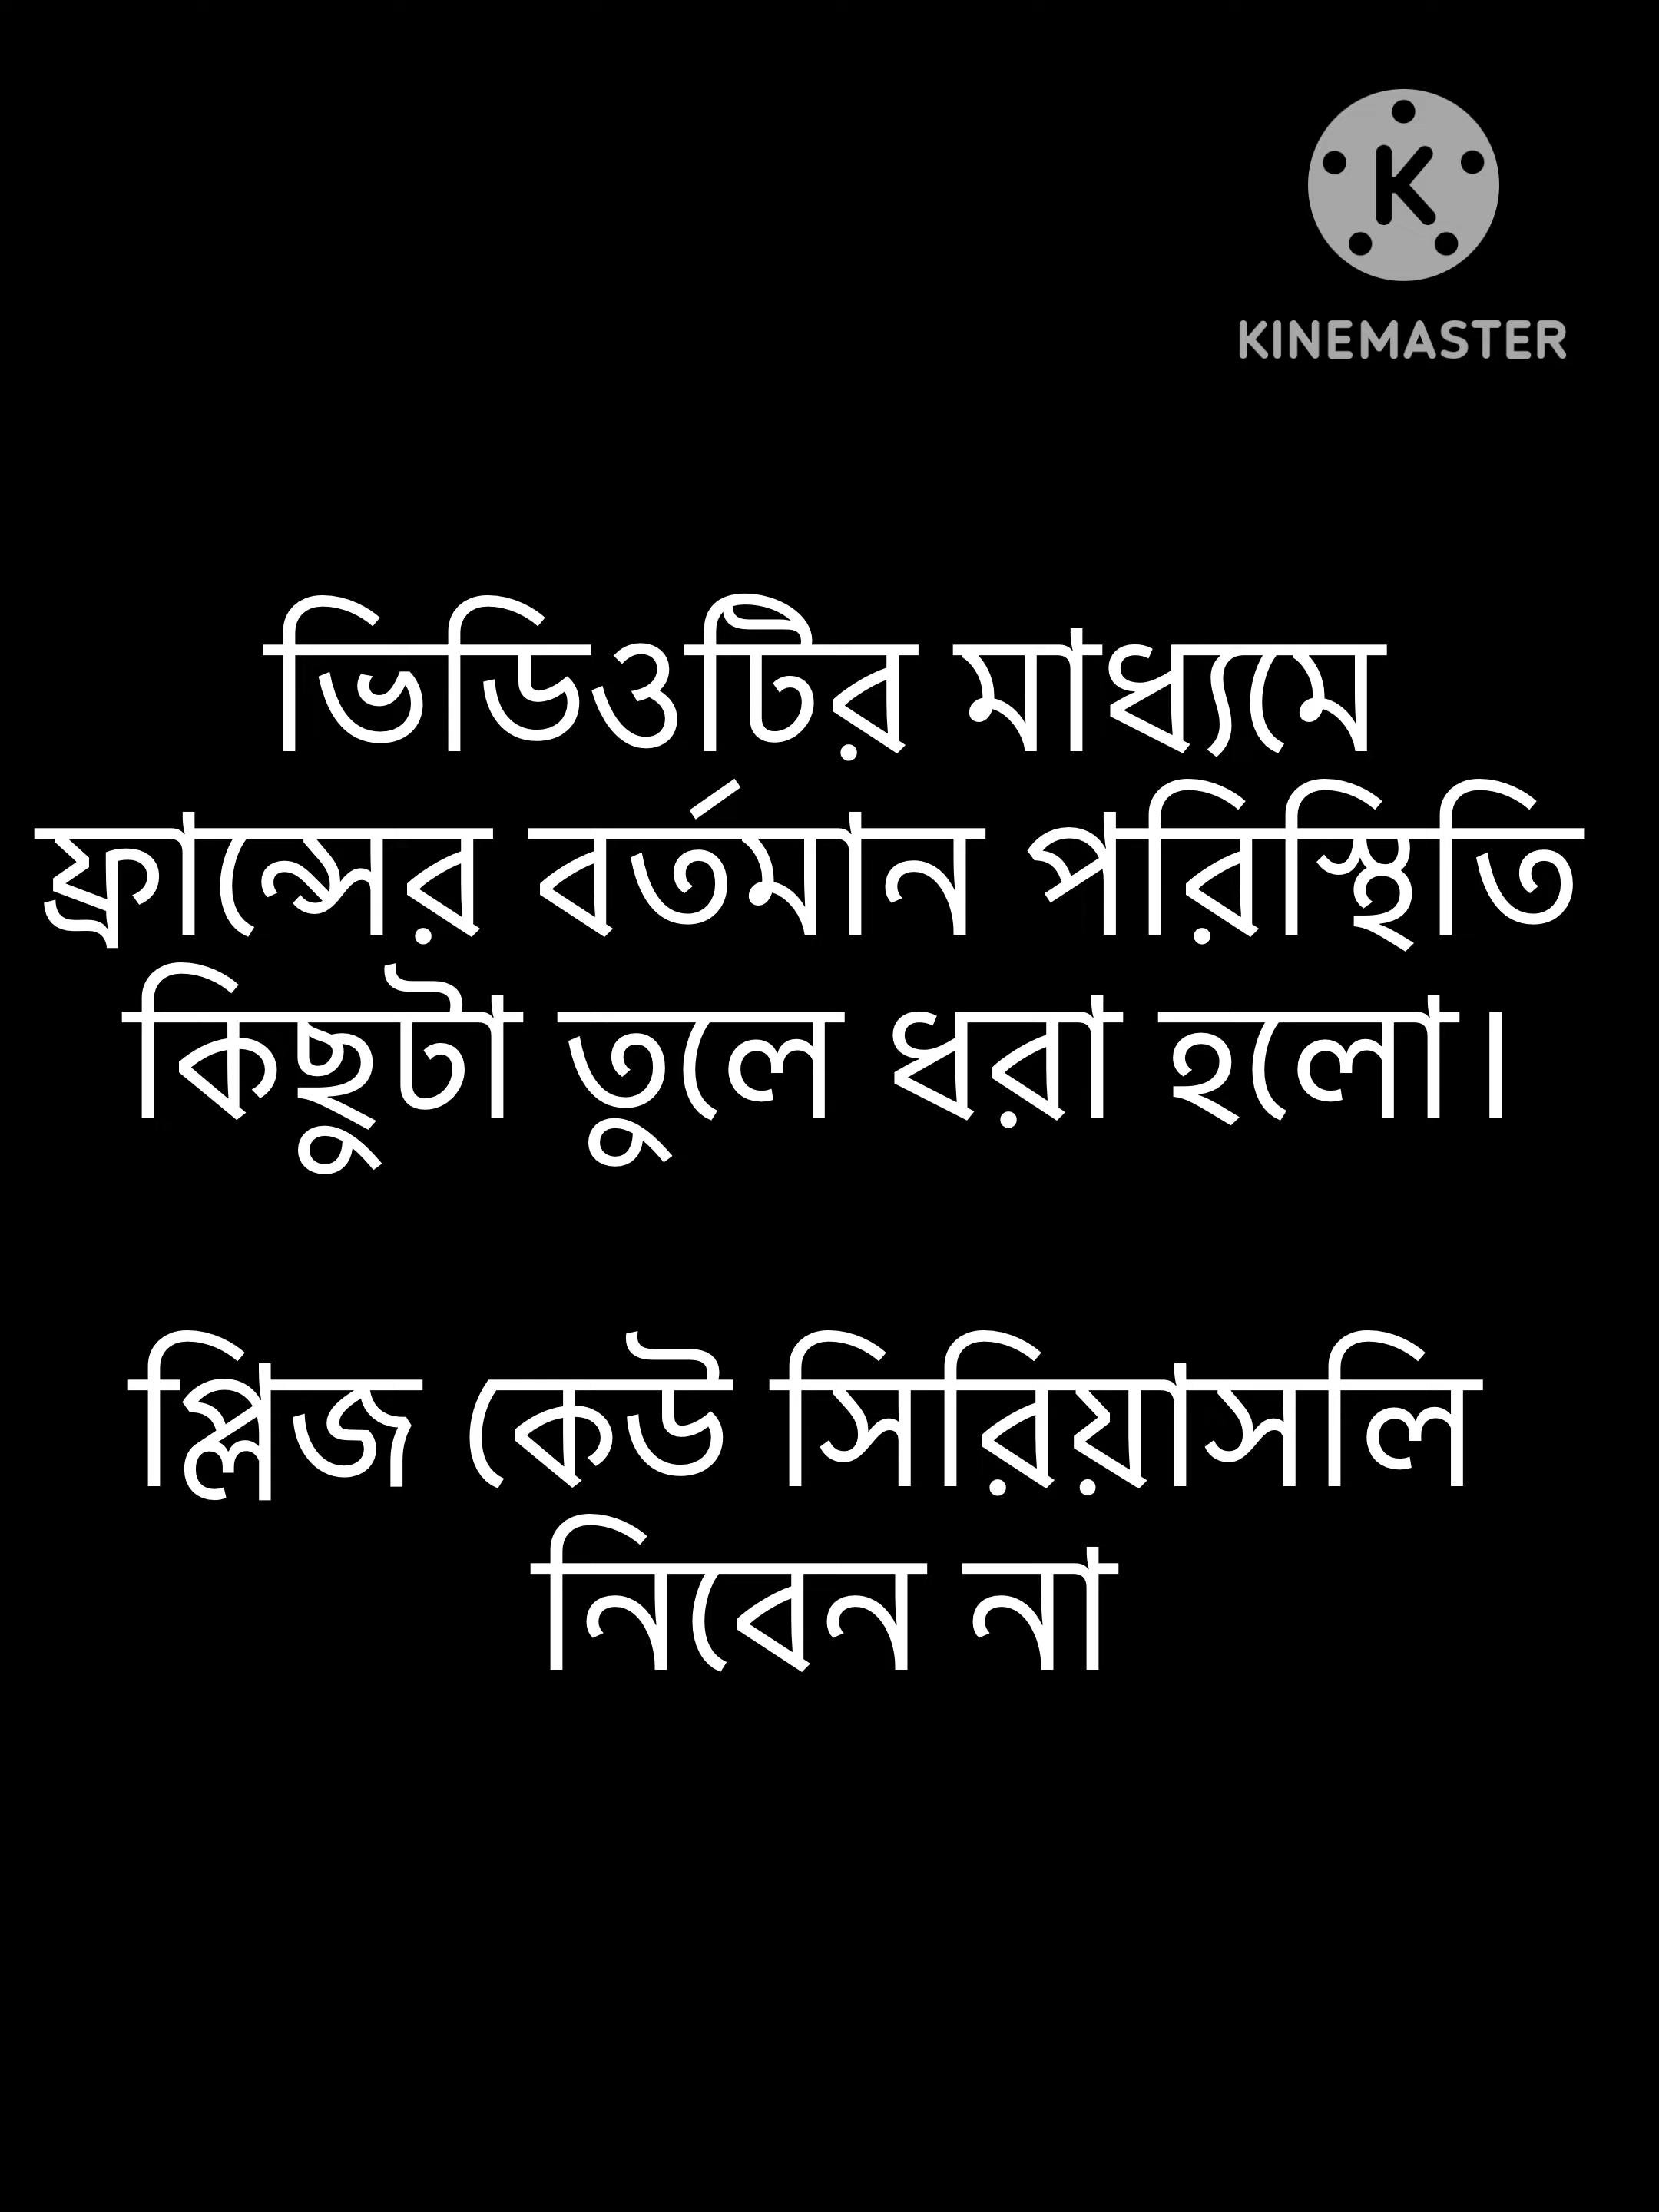 KINEMASTER
ভিডিওটির মাধ্যমে
ফ্রান্সের বর্তমান পরিস্থিতি
কিছুটা তুলে ধরা হলো।
প্লিজ কেউ সিরিয়াসলি
নিবেন না